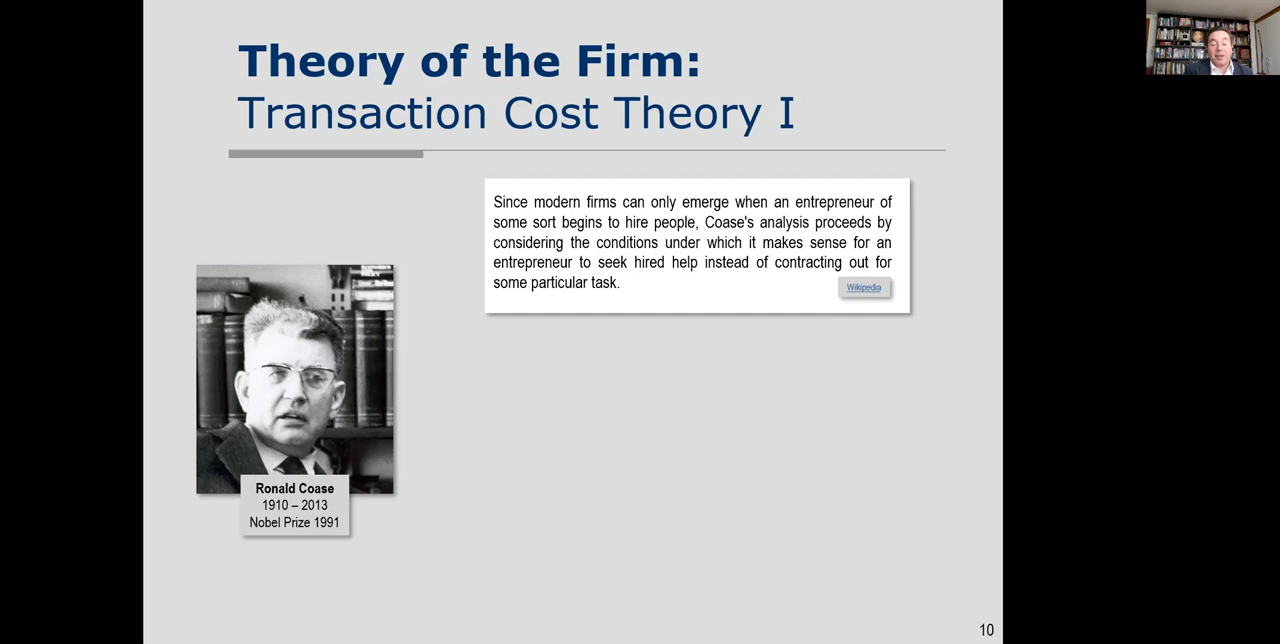 Theory of the Firm:
Transaction Cost Theory I
Since modern firms can only emerge when an entrepreneur of
some sort begins to hire people, Coase's analysis proceeds by
considering the conditions under which it makes sense for an
entrepreneur to seek hired help instead of contracting out for
some particular task.
Wikipedia
Ronald Coase
1910 – 2013
Nobel Prize 1991
10